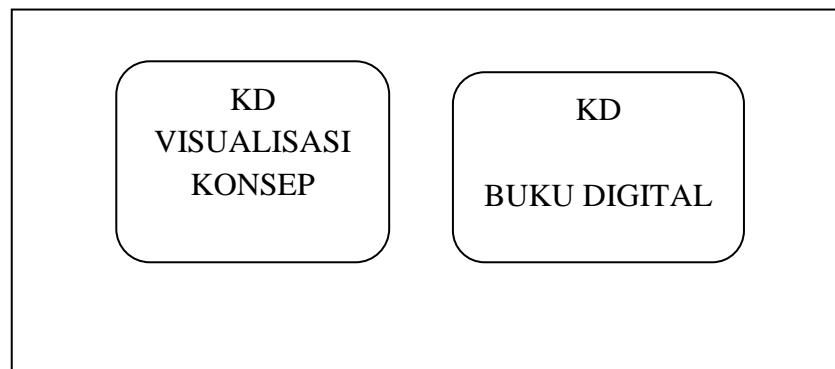 KD
VISUALISASI
KONSEP
KD
BUKU DIGITAL